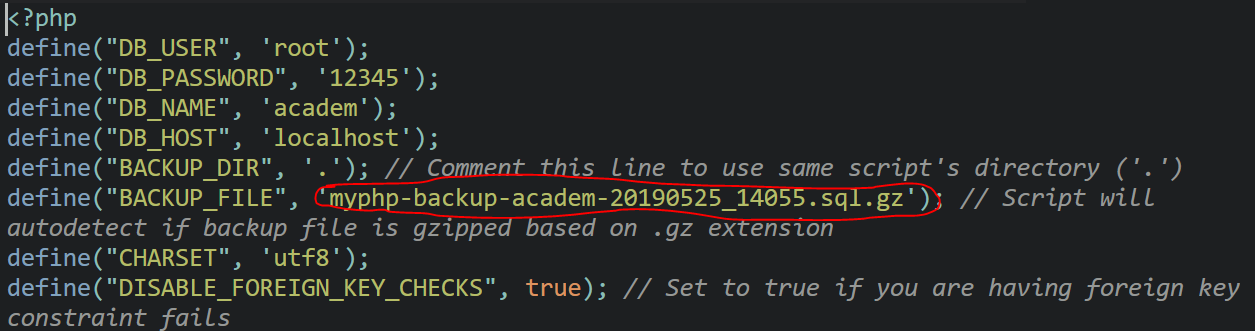 <?php
define("DB_USER", 'root');
define("DB_PASSWORD", '12345');
define("DB_NAME", 'academ');
define("DB_HOST", 'localhost');
define("BACKUP_DIR", '.'); // Comment this line to use same script's directory ('.')
define("BACKUP_FILE", 'myphp-backup-academ-20190525_14055.sql.gz'); // Script will
autodetect if backup file is gzipped based on .gz extension
define("CHARSET", 'utf8');
define("DISABLE_FOREIGN_KEY_CHECKS", true); // Set to true if you are having foreign key
constraint fails